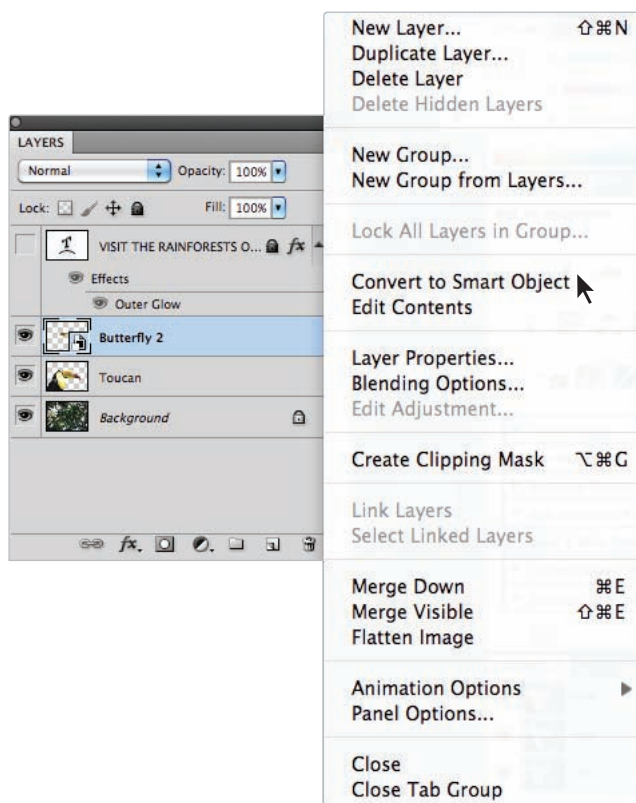 LAYERS
Normal Opacity: 100%
Lock: Fill: 100%
VISIT THE RAINFORESTS O... fx
Effects
Outer Glow
Butterfly 2
Toucan
Background
fx.
New Layer... ⇧⌘N
Duplicate Layer...
Delete Layer
Delete Hidden Layers
New Group...
New Group from Layers...
Lock All Layers in Group...
Convert to Smart Object
Edit Contents
Layer Properties...
Blending Options...
Edit Adjustment...
Create Clipping Mask ⌥⌘G
Link Layers
Select Linked Layers
Merge Down ⌘E
Merge Visible ⇧⌘E
Flatten Image
Animation Options
Panel Options...
Close
Close Tab Group